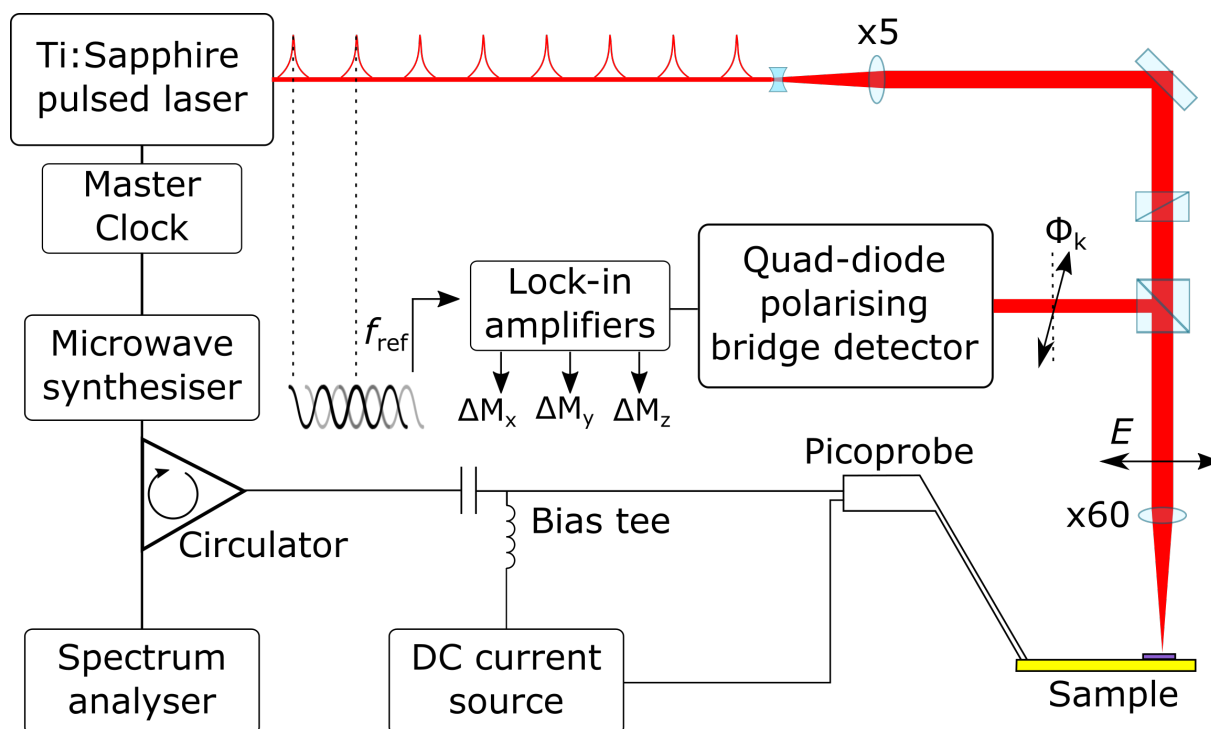 Ti:Sapphire
pulsed laser
x5
Master
Clock
Φk
Quad-diode
polarising
bridge detector
Lock-in
amplifiers
fref
Microwave
synthesiser
ΔMx
ΔMy
ΔMz
E
Picoprobe
x60
Bias tee
Circulator
Spectrum
analyser
DC current
source
Sample